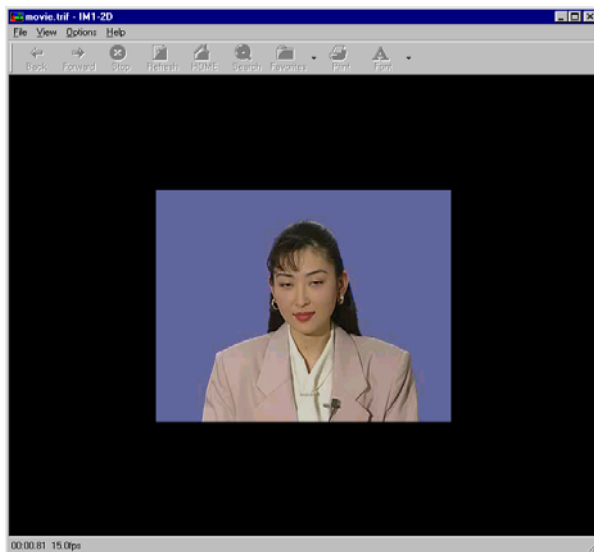 movie.trif - IM1-2D
File View Options Help
Back Forward Stop Refresh HOME Search Favorites Print Font
00:00.81 15.0fps